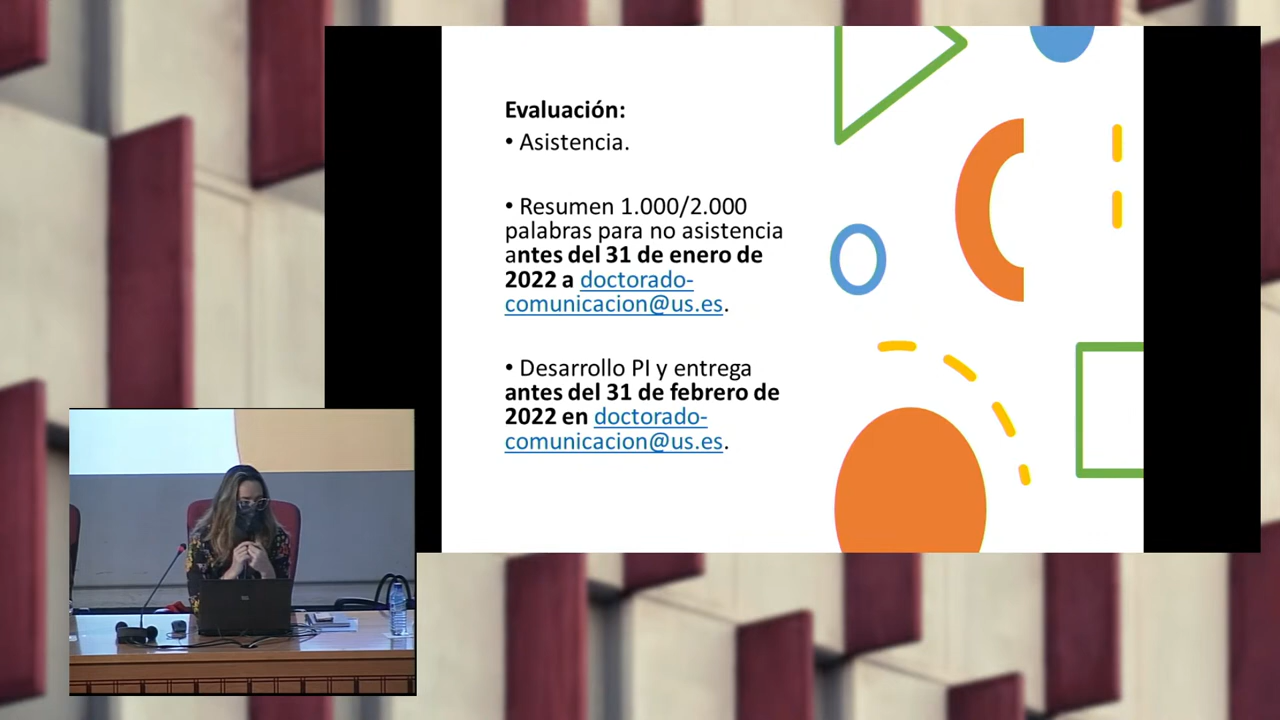 Evaluación:
• Asistencia.
• Resumen 1.000/2.000
palabras para no asistencia
antes del 31 de enero de
2022 a doctorado-
comunicacion@us.es.
• Desarrollo PI y entrega
antes del 31 de febrero de
2022 en doctorado-
comunicacion@us.es.